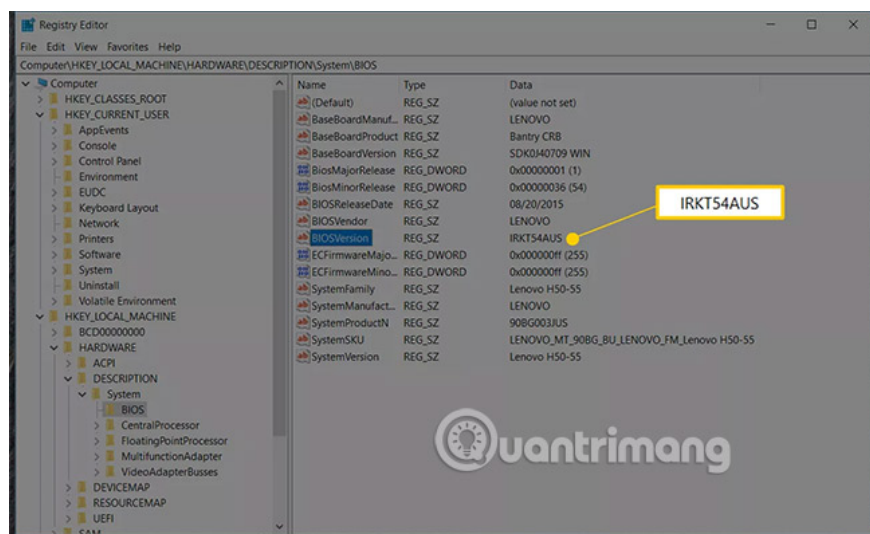 Registry Editor
File Edit View Favorites Help
Computer\HKEY_LOCAL_MACHINE\HARDWARE\DESCRIPTION\System\BIOS
Computer
HKEY_CLASSES_ROOT
HKEY_CURRENT_USER
AppEvents
Console
Control Panel
Environment
EUDC
Keyboard Layout
Network
Printers
Software
System
Uninstall
Volatile Environment
HKEY_LOCAL_MACHINE
BCD00000000
HARDWARE
ACPI
DESCRIPTION
System
BIOS
CentralProcessor
FloatingPointProcessor
MultifunctionAdapter
VideoAdapterBusses
DEVICEMAP
RESOURCEMAP
UEFI
SAM
Name Type Data
(Default) REG_SZ (value not set)
BaseBoardManuf... REG_SZ LENOVO
BaseBoardProduct REG_SZ Bantry CRB
BaseBoardVersion REG_SZ SDK0J40709 WIN
BiosMajorRelease REG_DWORD 0x00000001 (1)
BiosMinorRelease REG_DWORD 0x00000036 (54)
BIOSReleaseDate REG_SZ 08/20/2015
BIOSVendor REG_SZ LENOVO
BIOSVersion REG_SZ IRKT54AUS
ECFirmwareMajo... REG_DWORD 0x000000ff (255)
ECFirmwareMino... REG_DWORD 0x000000ff (255)
SystemFamily REG_SZ Lenovo H50-55
SystemManufact... REG_SZ LENOVO
SystemProductN REG_SZ 90BG003JUS
SystemSKU REG_SZ LENOVO_MT_90BG_BU_LENOVO_FM_Lenovo H50-55
SystemVersion REG_SZ Lenovo H50-55
IRKT54AUS
Quantrimang